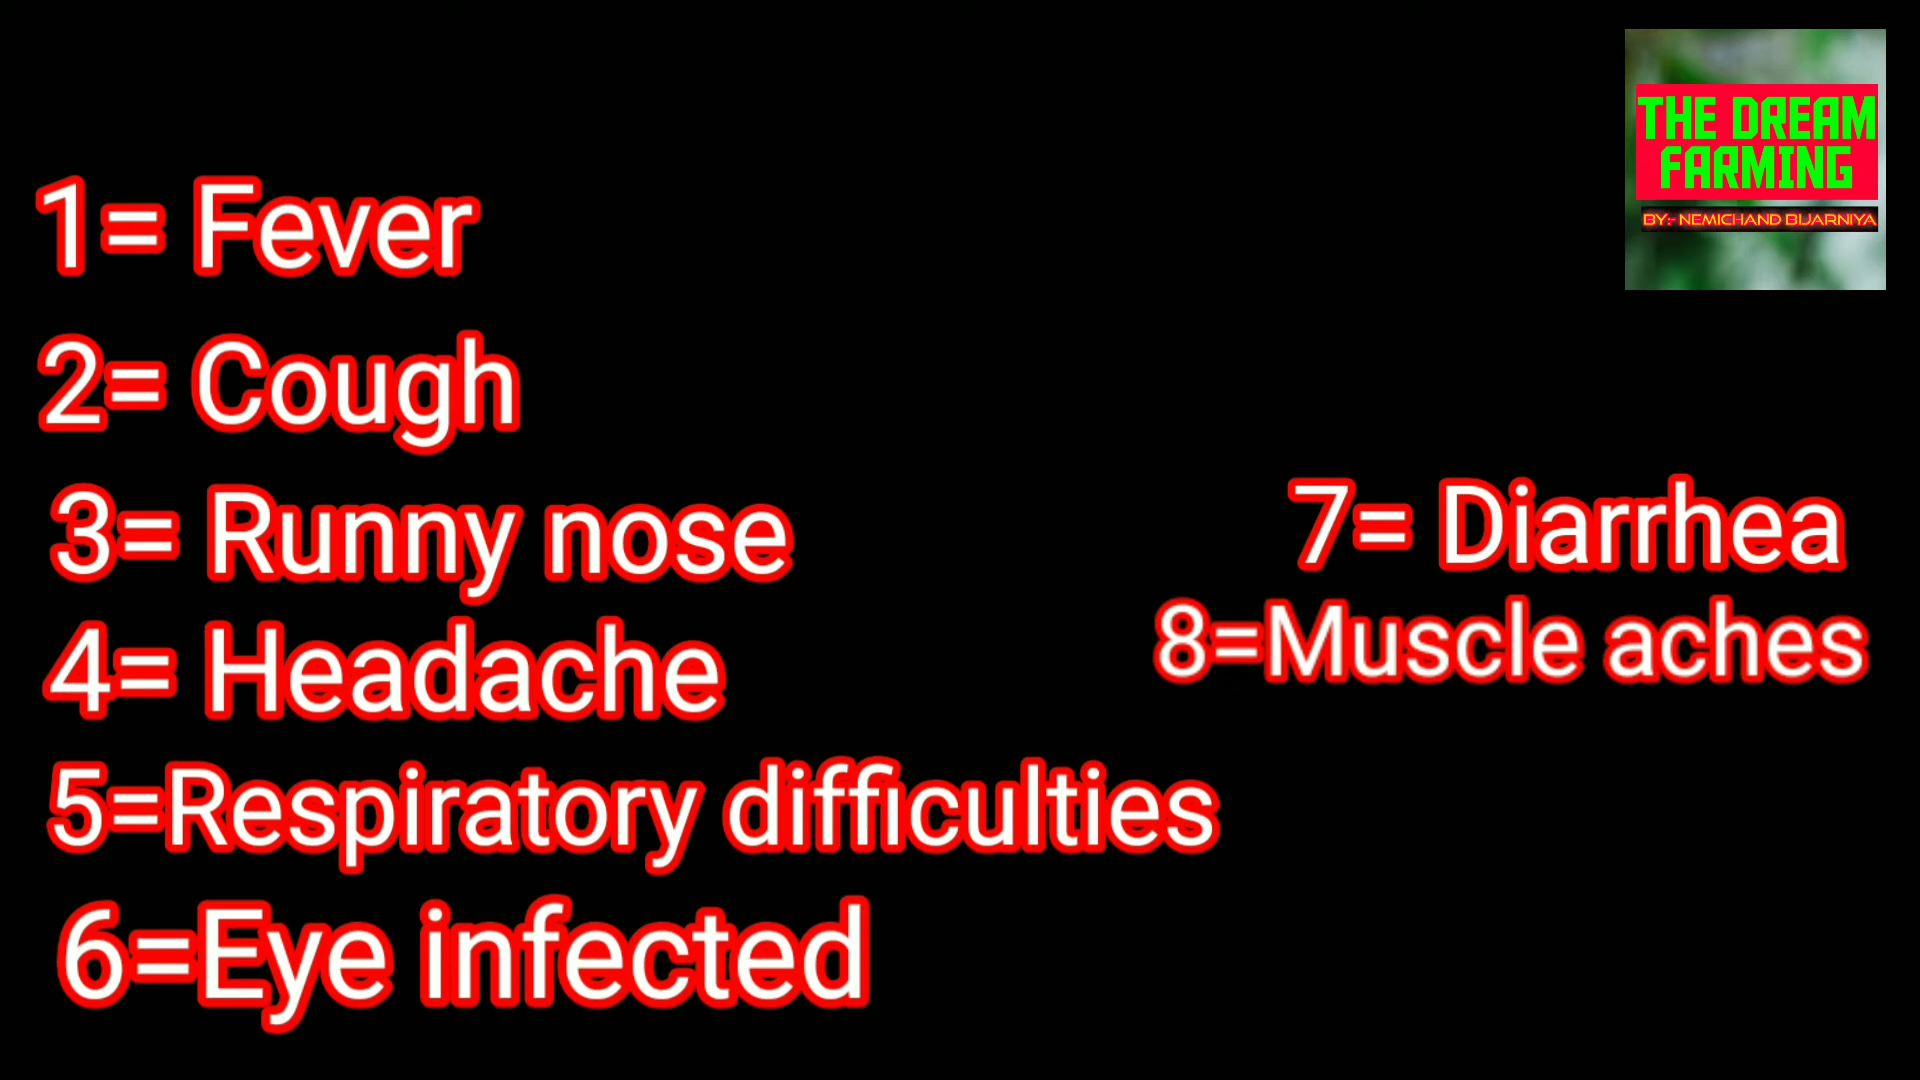 THE DREAM
FARMING
BY:- NEMICHAND BIJARNIYA
1= Fever
2= Cough
3= Runny nose
4= Headache
5=Respiratory difficulties
6=Eye infected
7= Diarrhea
8=Muscle aches